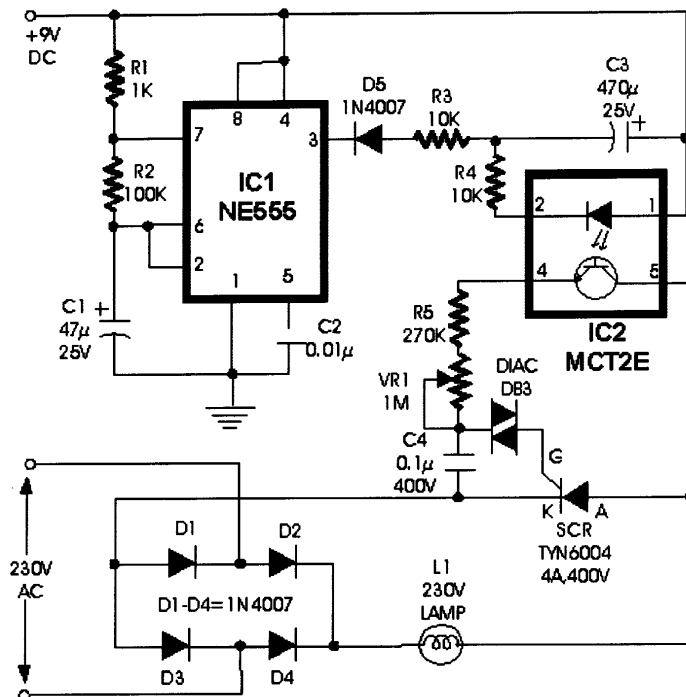 +9V
DC
R1
1K
R2
100K
C1
+
47µ
25V
7
8
4
3
6
2
1
5
IC1
NE555
C2
0.01µ
D5
1N4007
R3
10K
R4
10K
C3
470µ
25V
+
2
1
4
5
IC2
MCT2E
R5
270K
VR1
1M
DIAC
DB3
C4
0.1µ
400V
G
K
A
SCR
TYN6004
4A,400V
230V
AC
D1
D2
D1-D4=1N4007
D3
D4
L1
230V
LAMP